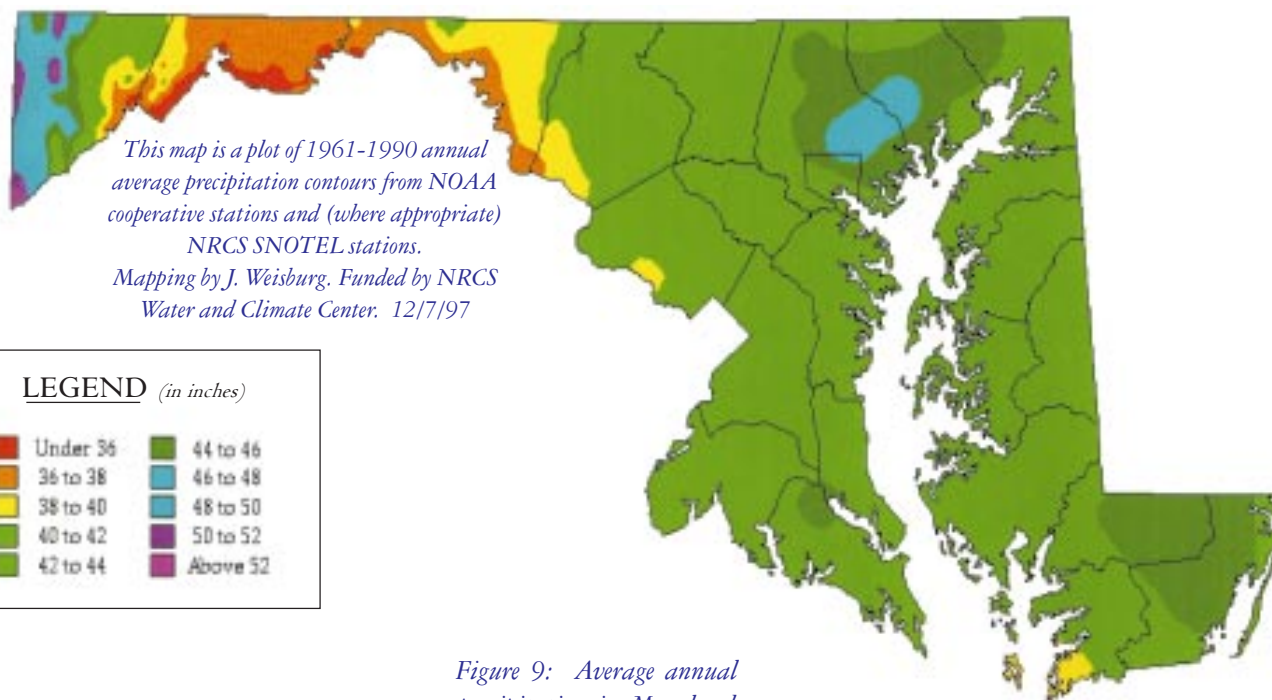 This map is a plot of 1961-1990 annual
average precipitation contours from NOAA
cooperative stations and (where appropriate)
NRCS SNOTEL stations.
Mapping by J. Weisburg. Funded by NRCS
Water and Climate Center. 12/7/97
LEGEND (in inches)
Under 36
36 to 38
38 to 40
40 to 42
42 to 44
44 to 46
46 to 48
48 to 50
50 to 52
Above 52
Figure 9: Average annual